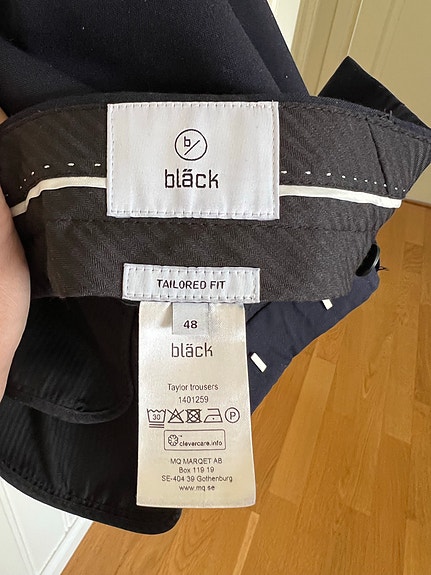 b/
bläck
TAILORED FIT
48
bläck
Taylor trousers
1401259
30
P
clevercare.info
MQ MARQET AB
Box 119 19
SE-404 39 Gothenburg
www.mq.se